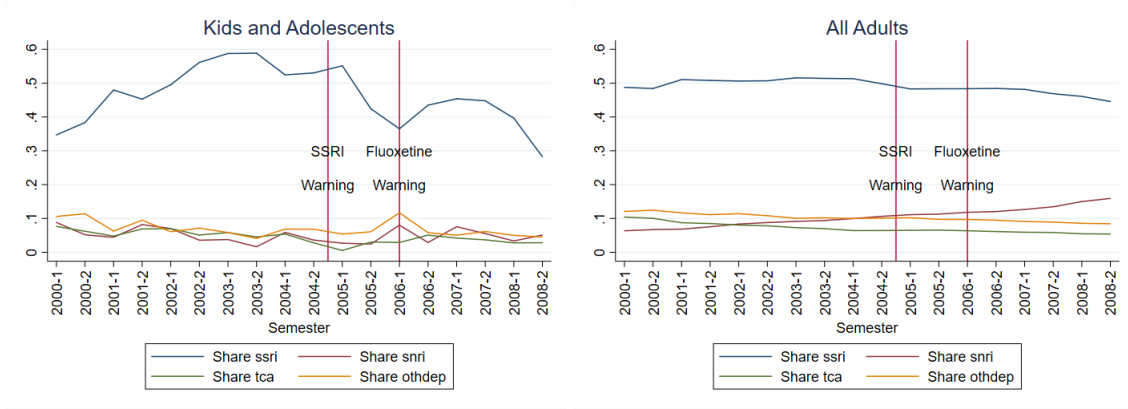 Kids and Adolescents
.6
.5
.4
.3
.2
.1
0
SSRI Fluoxetine
Warning Warning
2000-1 2000-2 2001-1 2001-2 2002-1 2002-2 2003-1 2003-2 2004-1 2004-2 2005-1 2005-2 2006-1 2006-2 2007-1 2007-2 2008-1 2008-2
Semester
Share ssri Share snri
Share tca Share othdep
All Adults
.6
.5
.4
.3
.2
.1
0
SSRI Fluoxetine
Warning Warning
2000-1 2000-2 2001-1 2001-2 2002-1 2002-2 2003-1 2003-2 2004-1 2004-2 2005-1 2005-2 2006-1 2006-2 2007-1 2007-2 2008-1 2008-2
Semester
Share ssri Share snri
Share tca Share othdep